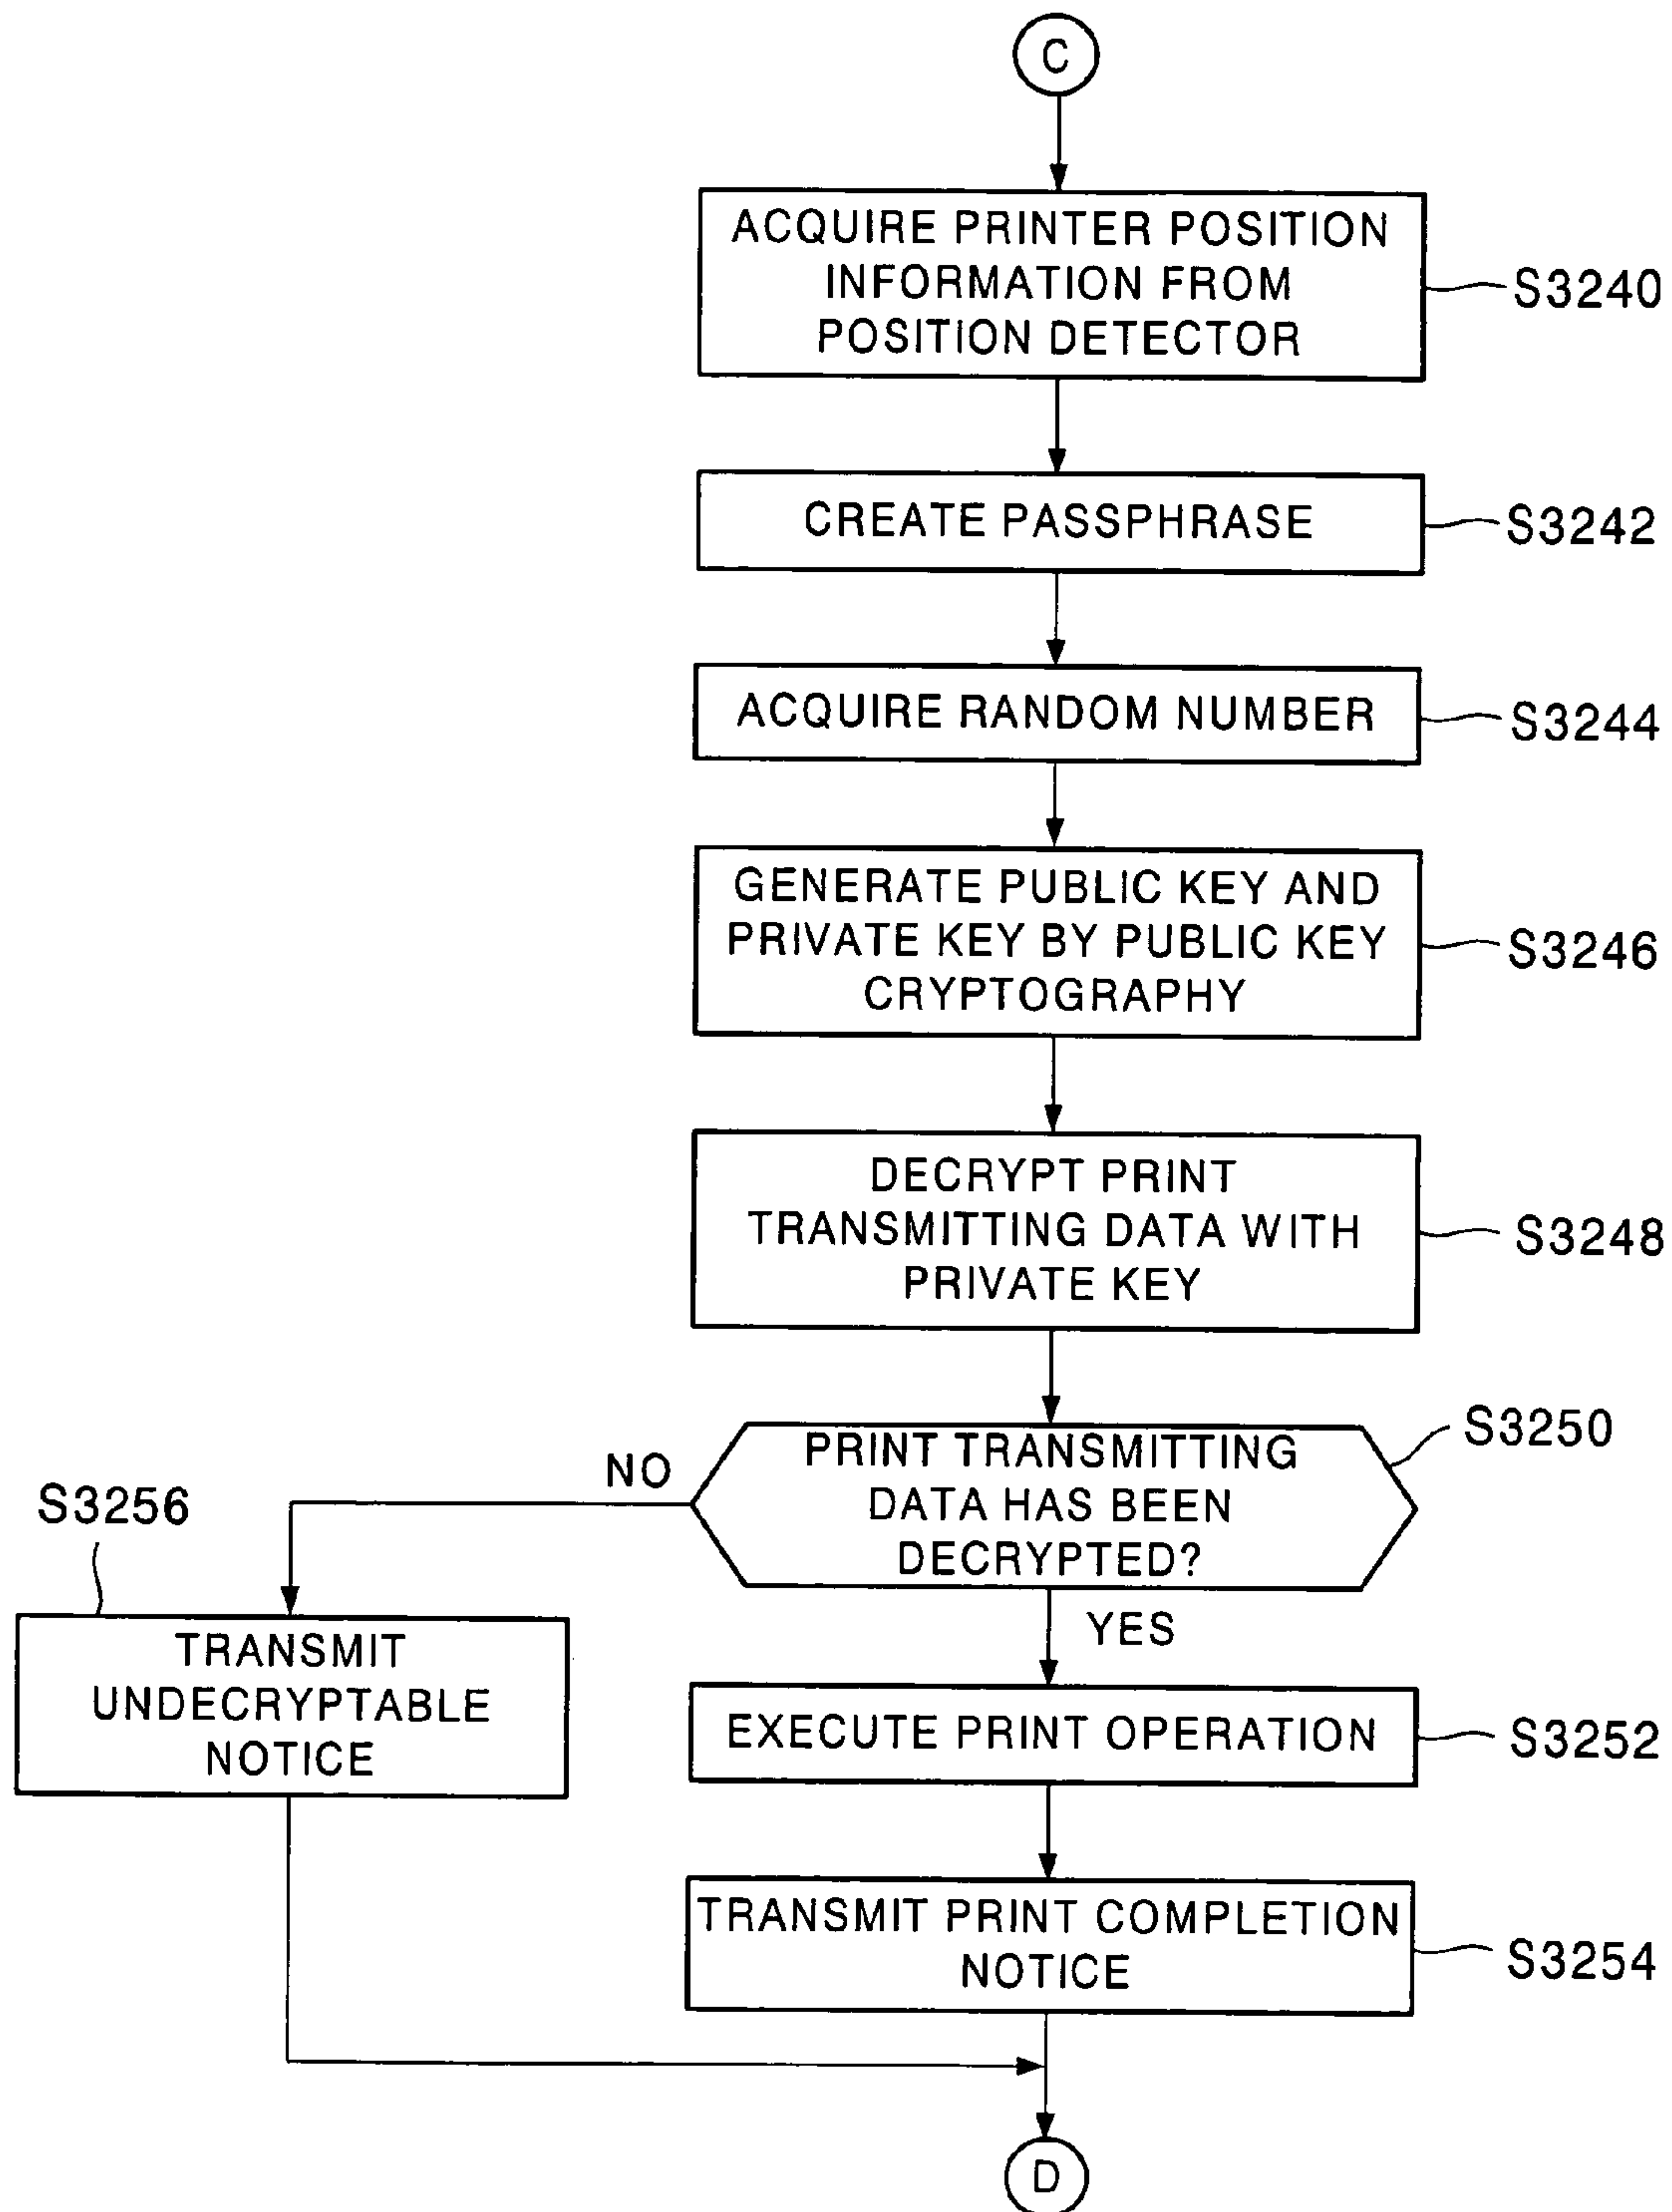 C
ACQUIRE PRINTER POSITION
INFORMATION FROM
POSITION DETECTOR
S3240
CREATE PASSPHRASE
S3242
ACQUIRE RANDOM NUMBER
S3244
GENERATE PUBLIC KEY AND
PRIVATE KEY BY PUBLIC KEY
CRYPTOGRAPHY
S3246
DECRYPT PRINT
TRANSMITTING DATA WITH
PRIVATE KEY
S3248
PRINT TRANSMITTING
DATA HAS BEEN
DECRYPTED?
S3250
NO
S3256
TRANSMIT
UNDECRYPTABLE
NOTICE
YES
EXECUTE PRINT OPERATION
S3252
TRANSMIT PRINT COMPLETION
NOTICE
S3254
D